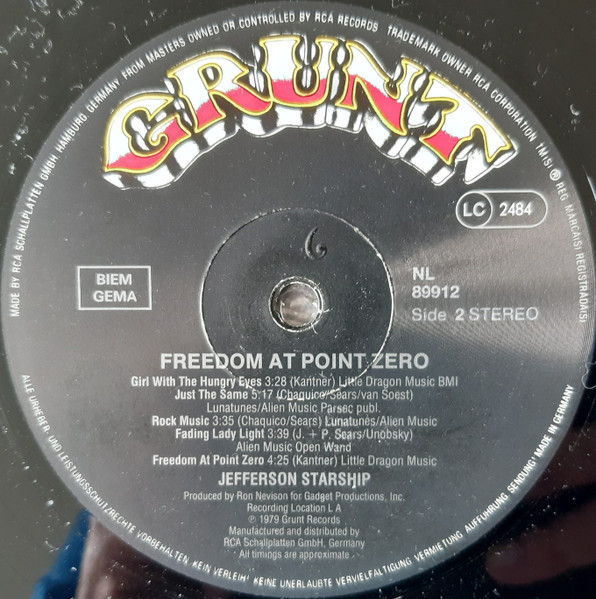 MADE BY RCA SCHALLPLATTEN GMBH, HAMBURG, GERMANY FROM MASTERS OWNED OR CONTROLLED BY RCA RECORDS TRADEMARK OWNER RCA CORPORATION TM(S) ® REG MARCA(S) REGISTRADA(S)
GRUNT
LC 2484
BIEM
GEMA
NL
89912
Side 2 STEREO
FREEDOM AT POINT ZERO
Girl With The Hungry Eyes 3:28 (Kantner) Little Dragon Music BMI
Just The Same 5:17 (Chaquico/Sears/van Soest)
Lunatunes/Alien Music Parsec publ.
Rock Music 3:35 (Chaquico/Sears) Lunatunes/Alien Music
Fading Lady Light 3:39 (J. + P. Sears/Unobsky)
Alien Music Open Wand
Freedom At Point Zero 4:25 (Kantner) Little Dragon Music
JEFFERSON STARSHIP
Produced by Ron Nevison for Gadget Productions, Inc.
Recording Location L A
℗ 1979 Grunt Records
Manufactured and distributed by
RCA Schallplatten GmbH, Germany
All timings are approximate
ALLE URHEBER UND LEISTUNGSSCHUTZRECHTE VORBEHALTEN. KEIN VERLEIH! KEINE UNERLAUBTE VERVIELFÄLTIGUNG, VERMIETUNG, AUFFÜHRUNG, SENDUNG! MADE IN GERMANY